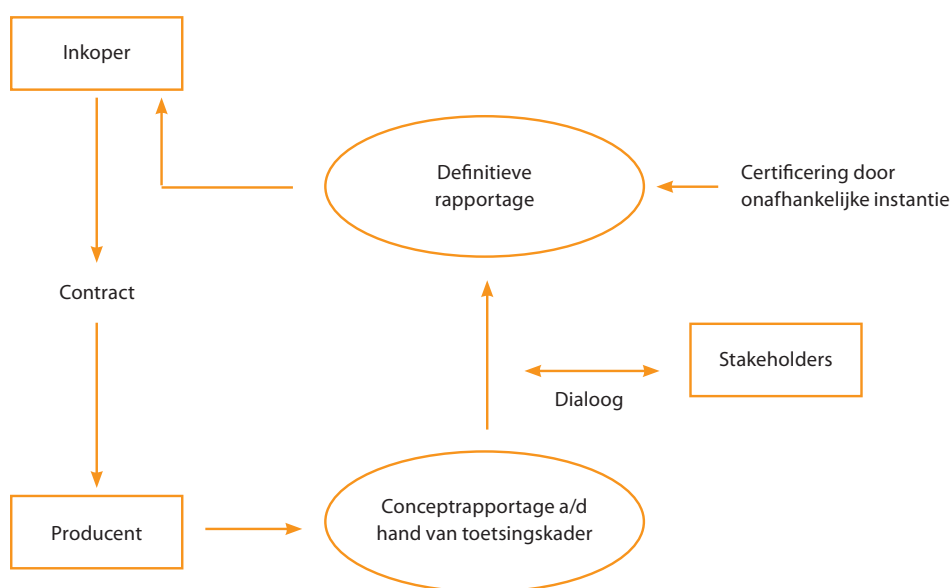 Inkoper
Definitieve
rapportage
Certificering door
onafhankelijke instantie
Contract
Stakeholders
Dialoog
Conceptrapportage a/d
hand van toetsingskader
Producent